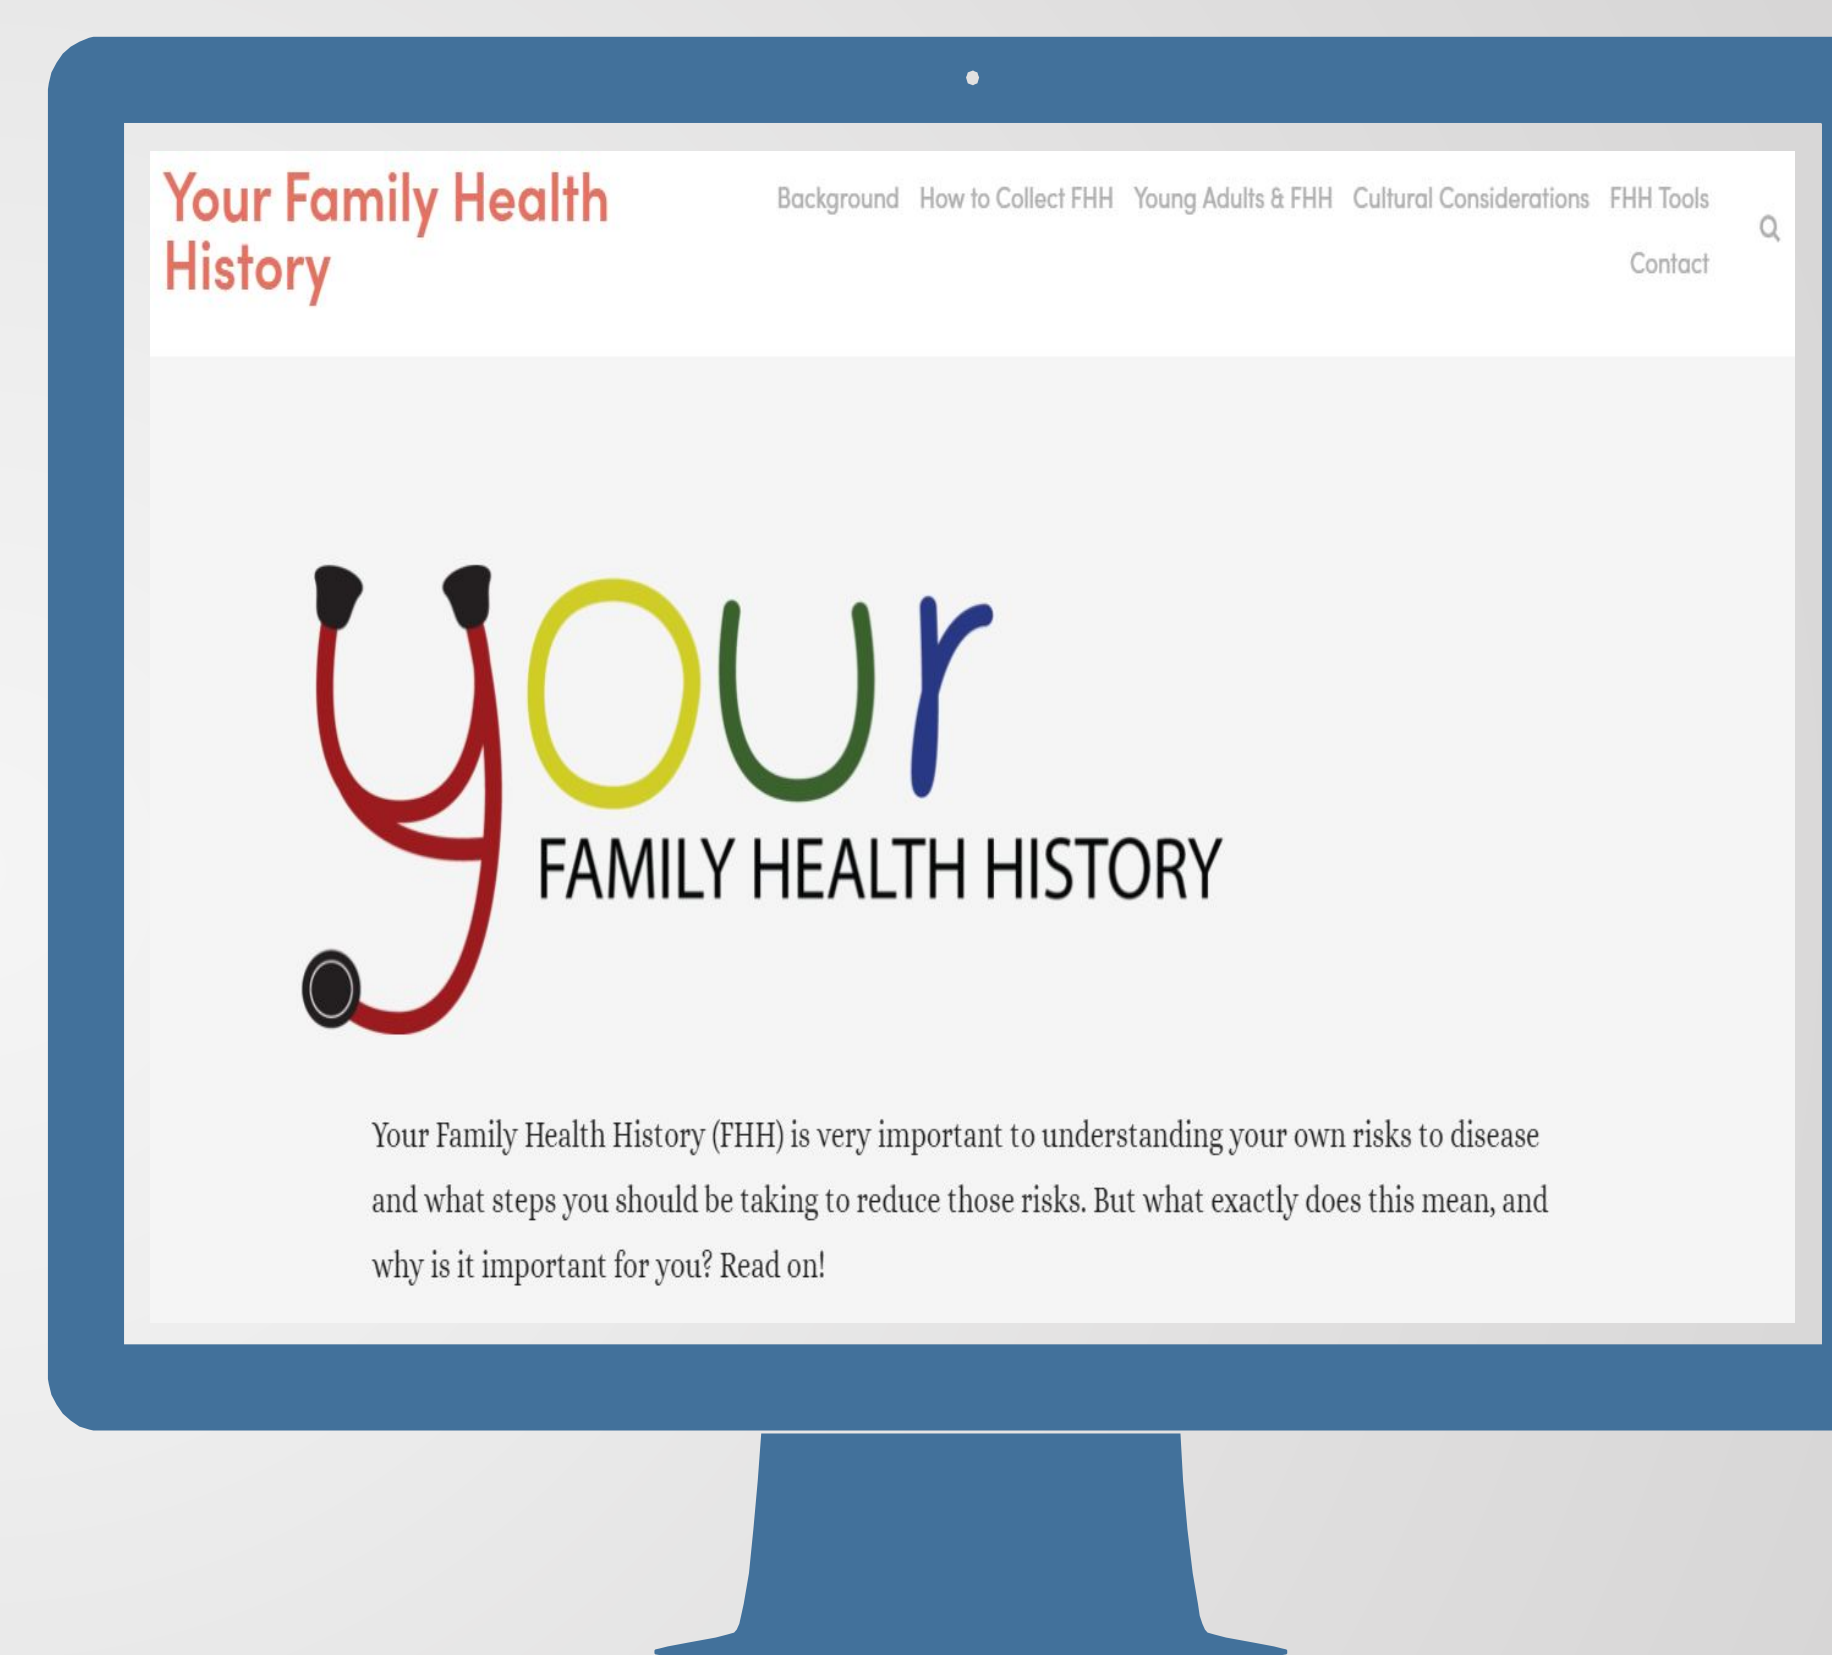 Your Family Health
History
Background How to Collect FHH Young Adults & FHH Cultural Considerations FHH Tools
Contact
your
FAMILY HEALTH HISTORY
Your Family Health History (FHH) is very important to understanding your own risks to disease
and what steps you should be taking to reduce those risks. But what exactly does this mean, and
why is it important for you? Read on!